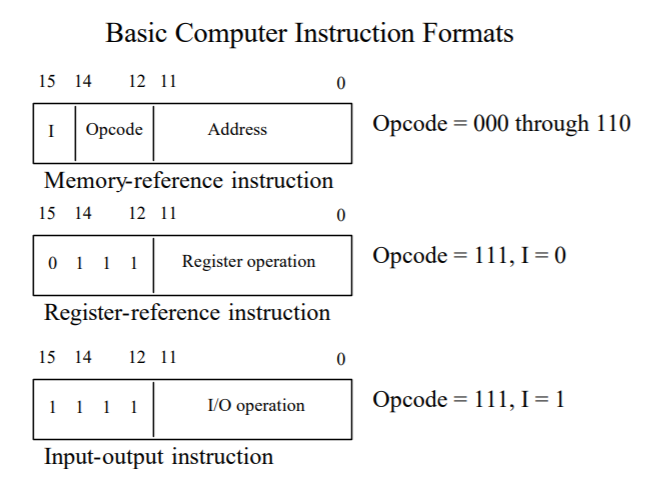 Basic Computer Instruction Formats
15 14 12 11 0
I Opcode Address Opcode = 000 through 110
Memory-reference instruction
15 14 12 11 0
0 1 1 1 Register operation Opcode = 111, I = 0
Register-reference instruction
15 14 12 11 0
1 1 1 1 I/O operation Opcode = 111, I = 1
Input-output instruction